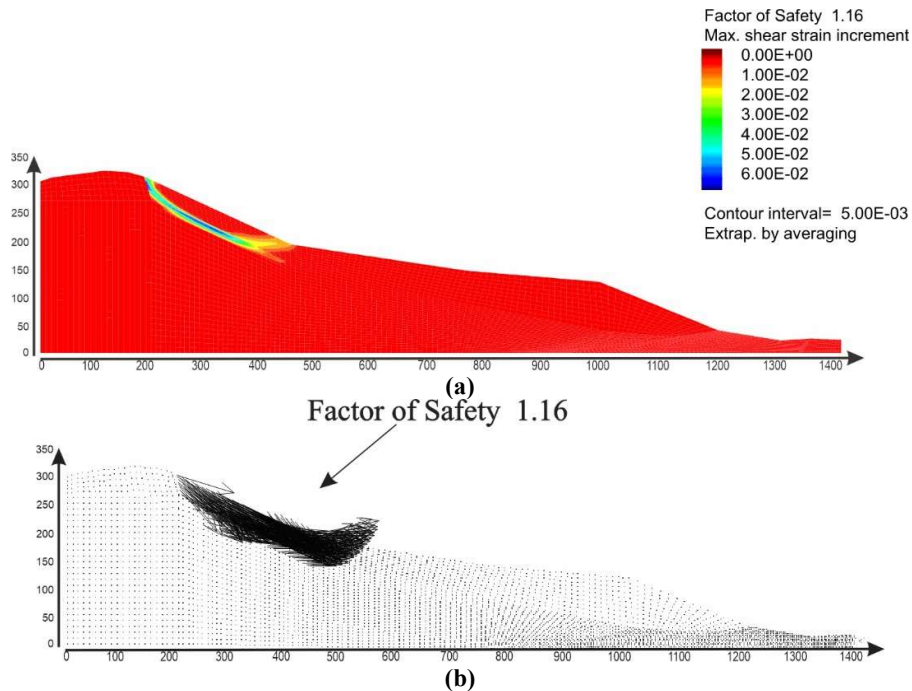 Factor of Safety 1.16
Max. shear strain increment
0.00E+00
1.00E-02
2.00E-02
3.00E-02
4.00E-02
5.00E-02
6.00E-02
Contour interval= 5.00E-03
Extrap. by averaging
350
300
250
200
150
100
50
0
0 100 200 300 400 500 600 700 800 900 1000 1100 1200 1300 1400
(a)
Factor of Safety 1.16
350
300
250
200
150
100
50
0
0 100 200 300 400 500 600 700 800 900 1000 1100 1200 1300 1400
(b)